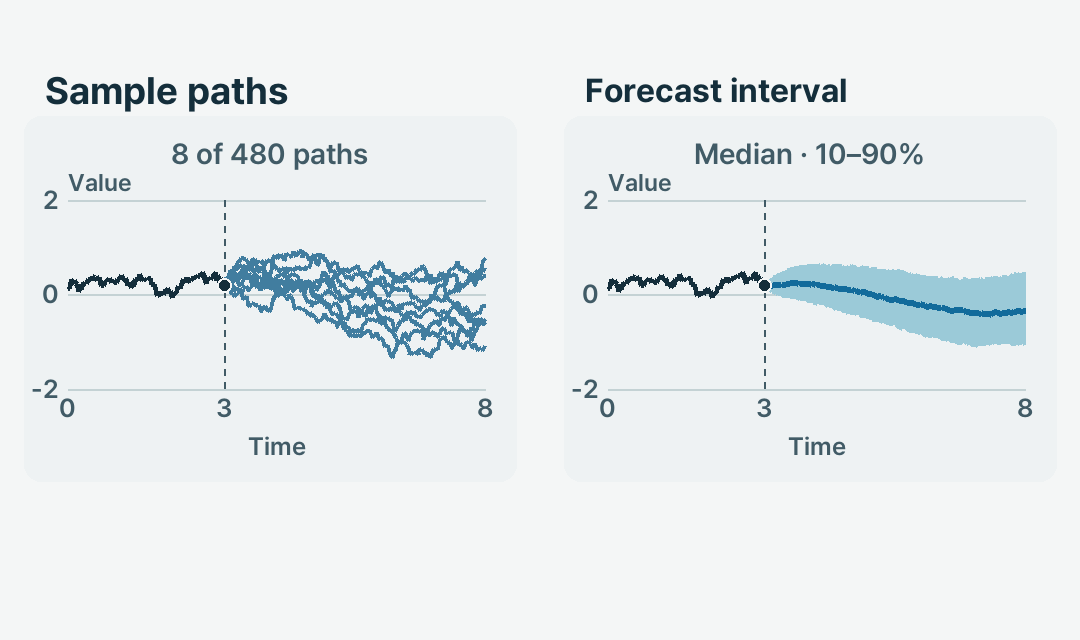 Sample paths
8 of 480 paths
Value
2
0
-2
0 3 8
Time
Forecast interval
Median · 10–90%
Value
2
0
-2
0 3 8
Time